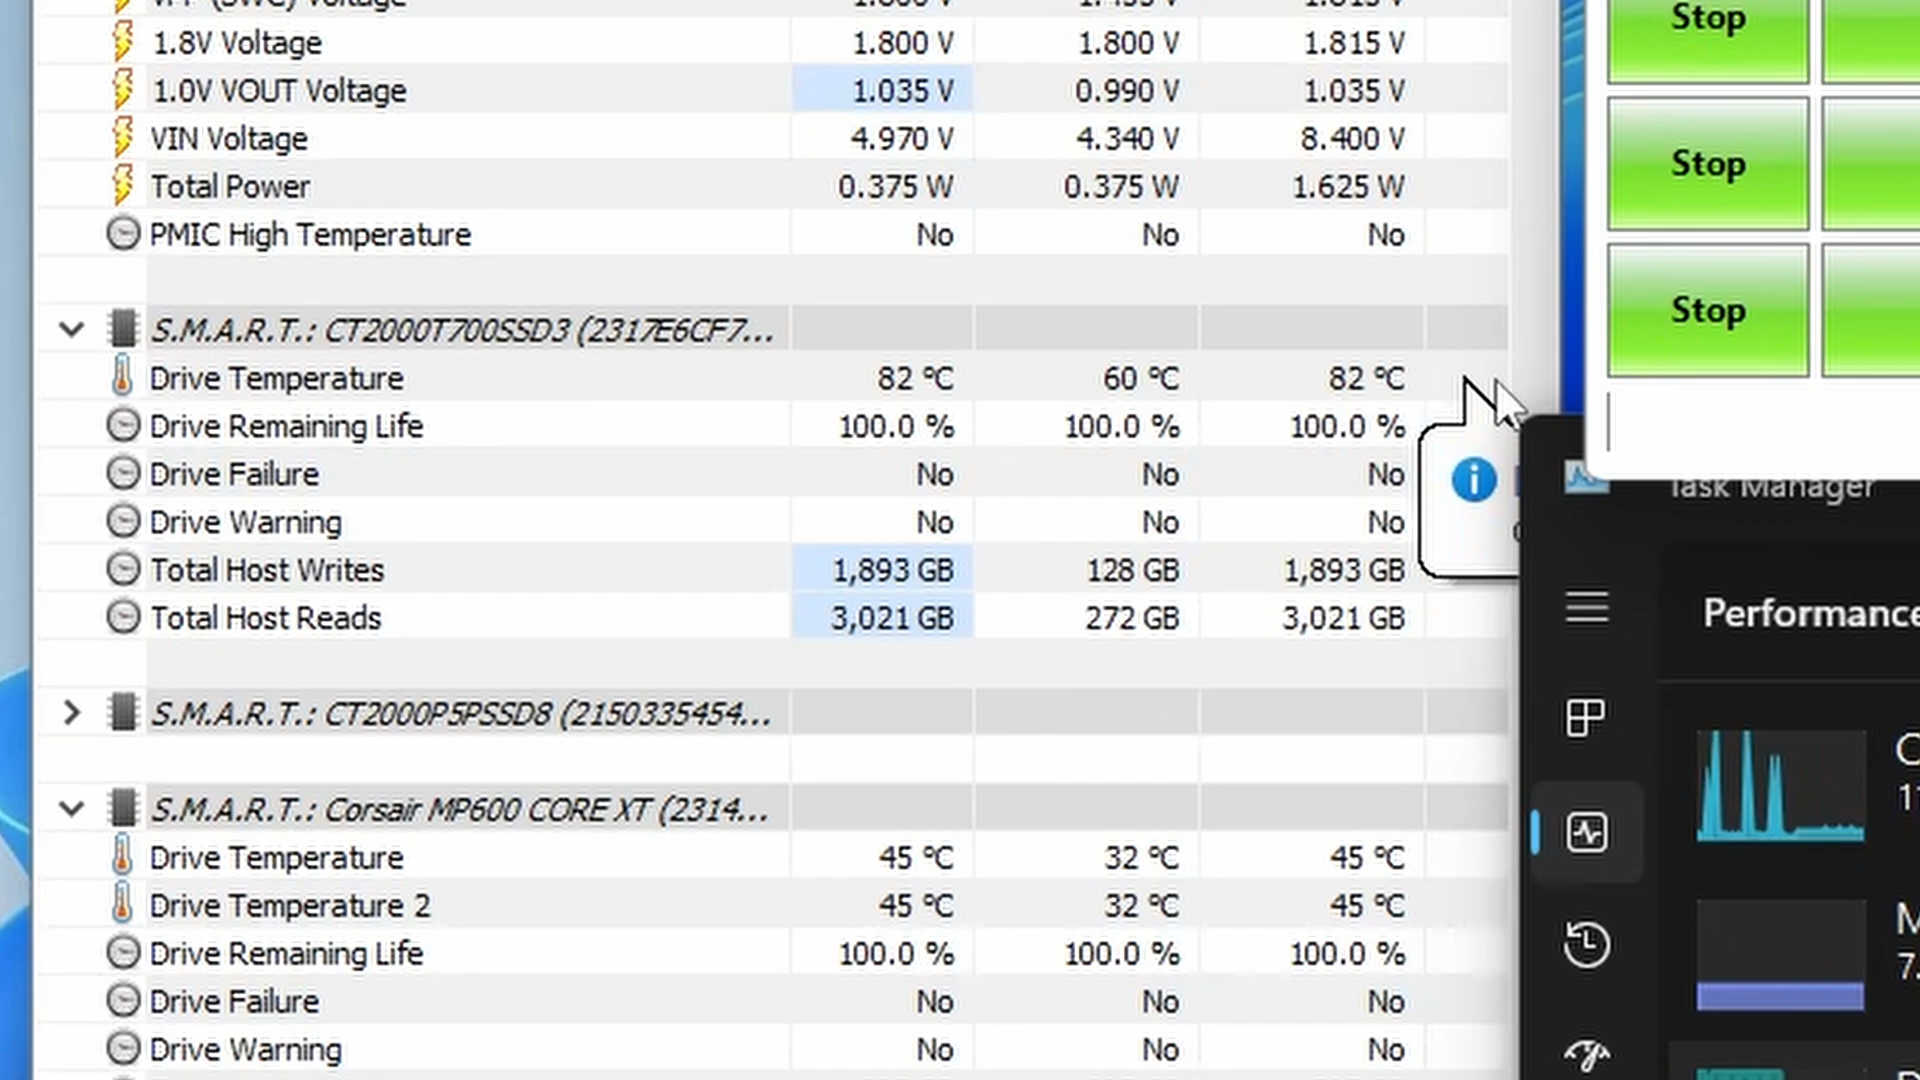 VPP (SWC) Voltage 1.800 V
1.8V Voltage 1.800 V 1.800 V 1.815 V
1.0V VOUT Voltage 1.035 V 0.990 V 1.035 V
VIN Voltage 4.970 V 4.340 V 8.400 V
Total Power 0.375 W 0.375 W 1.625 W
PMIC High Temperature No No No
S.M.A.R.T.: CT2000T700SSD3 (2317E6CF7...
Drive Temperature 82 °C 60 °C 82 °C
Drive Remaining Life 100.0 % 100.0 % 100.0 %
Drive Failure No No No
Drive Warning No No No
Total Host Writes 1,893 GB 128 GB 1,893 GB
Total Host Reads 3,021 GB 272 GB 3,021 GB
S.M.A.R.T.: CT2000P5PSSD8 (2150335454...
S.M.A.R.T.: Corsair MP600 CORE XT (2314...
Drive Temperature 45 °C 32 °C 45 °C
Drive Temperature 2 45 °C 32 °C 45 °C
Drive Remaining Life 100.0 % 100.0 % 100.0 %
Drive Failure No No No
Drive Warning No No No
Stop
Stop
Stop
Task Manager
Performance